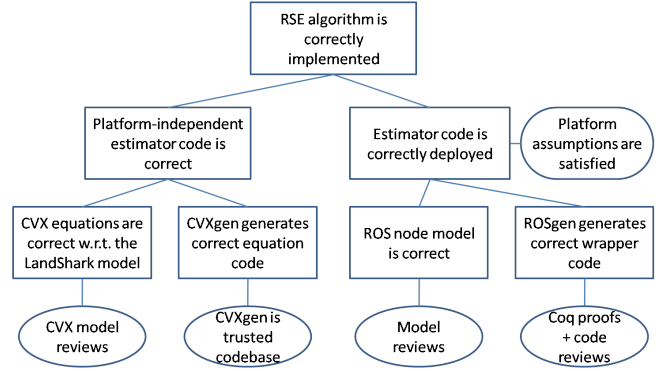 RSE algorithm is
correctly
implemented
Platform-independent
estimator code is
correct
Estimator code is
correctly deployed
Platform
assumptions are
satisfied
CVX equations are
correct w.r.t. the
LandShark model
CVXgen generates
correct equation
code
ROS node model
is correct
ROSgen generates
correct wrapper
code
CVX model
reviews
CVXgen is
trusted
codebase
Model
reviews
Coq proofs
+ code
reviews